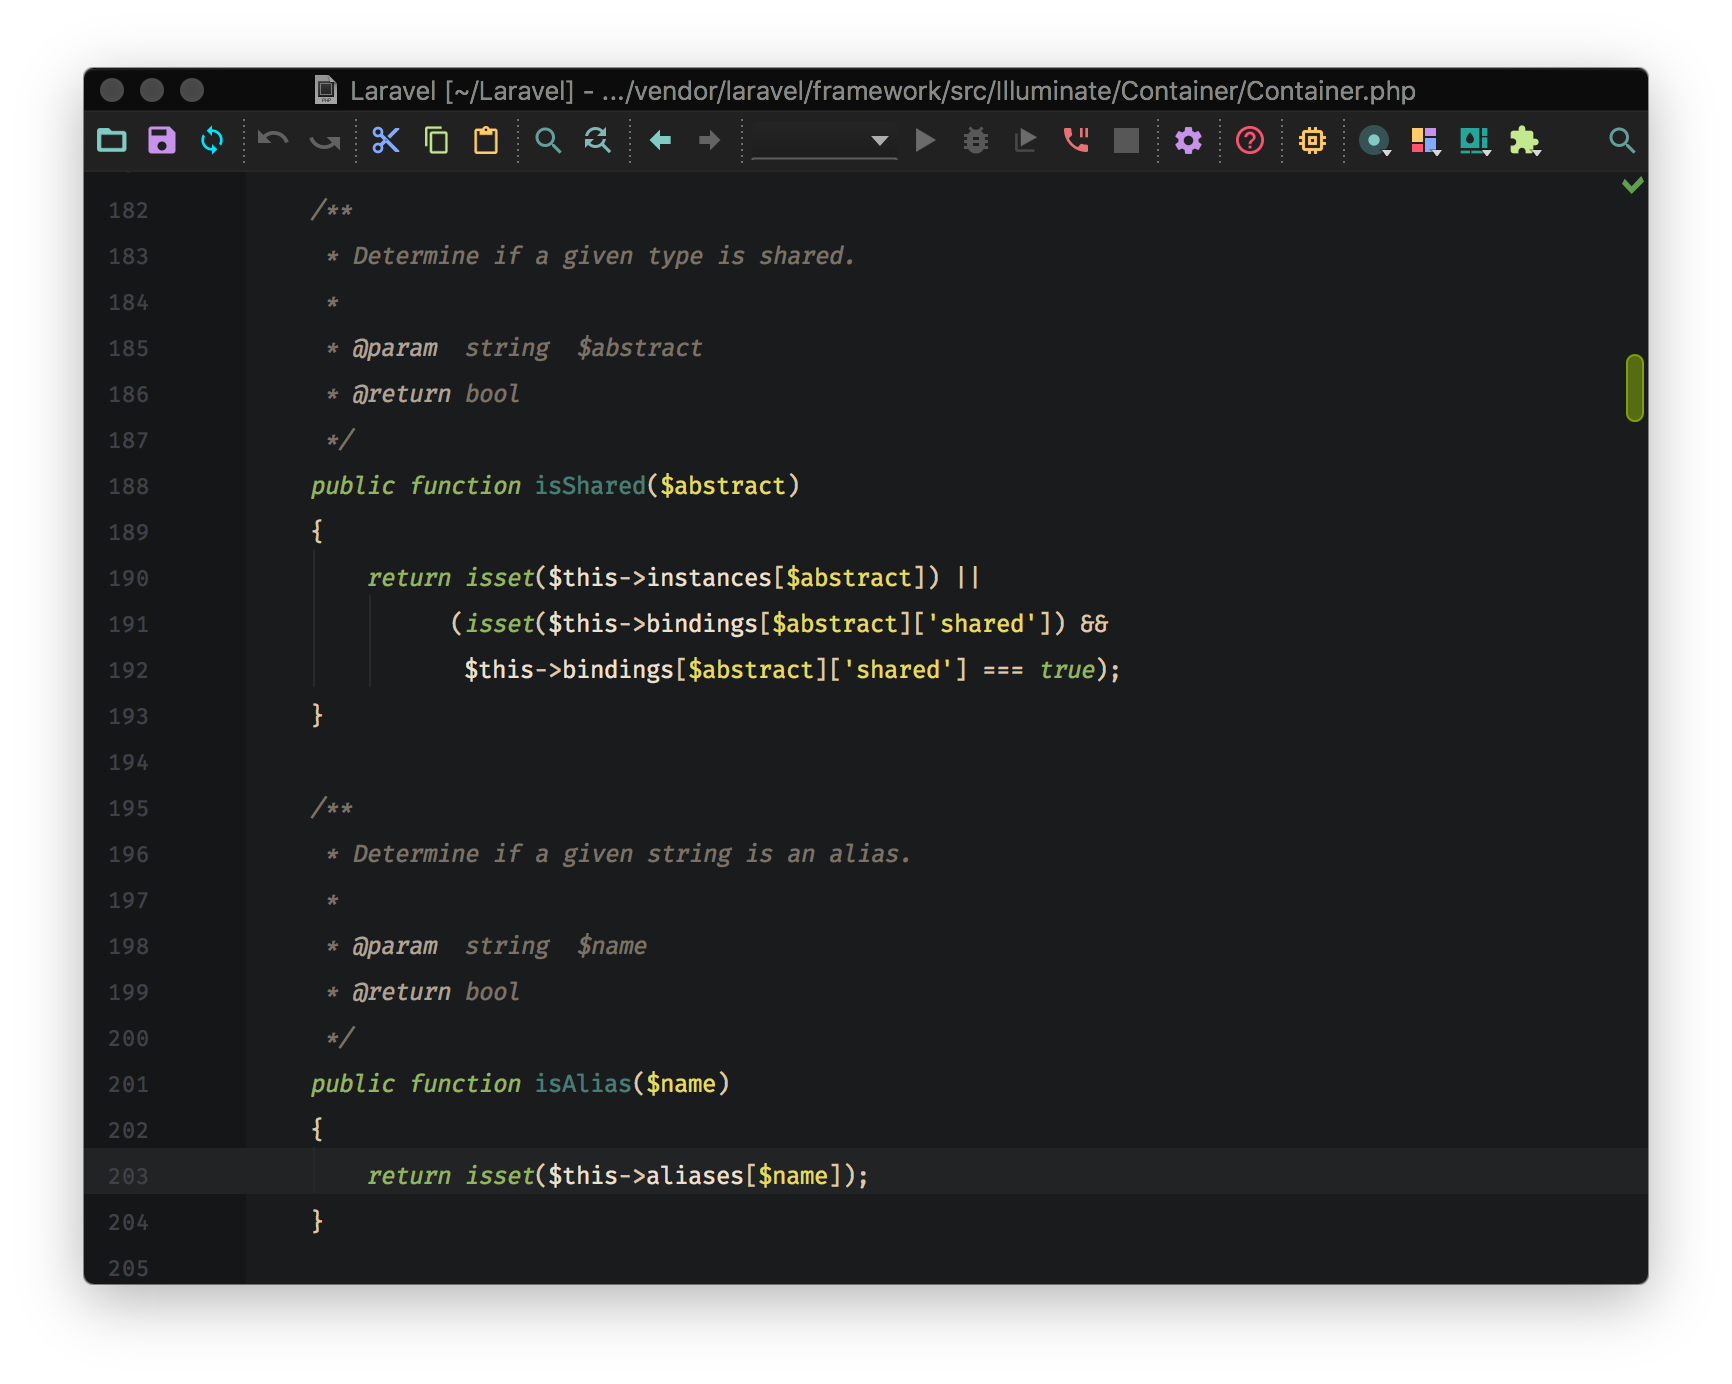 Laravel [~/Laravel] - .../vendor/laravel/framework/src/Illuminate/Container/Container.php
182 /**
183 * Determine if a given type is shared.
184 *
185 * @param  string  $abstract
186 * @return bool
187 */
188 public function isShared($abstract)
189 {
190 return isset($this->instances[$abstract]) ||
191 (isset($this->bindings[$abstract]['shared']) &&
192 $this->bindings[$abstract]['shared'] === true);
193 }
194
195 /**
196 * Determine if a given string is an alias.
197 *
198 * @param  string  $name
199 * @return bool
200 */
201 public function isAlias($name)
202 {
203 return isset($this->aliases[$name]);
204 }
205